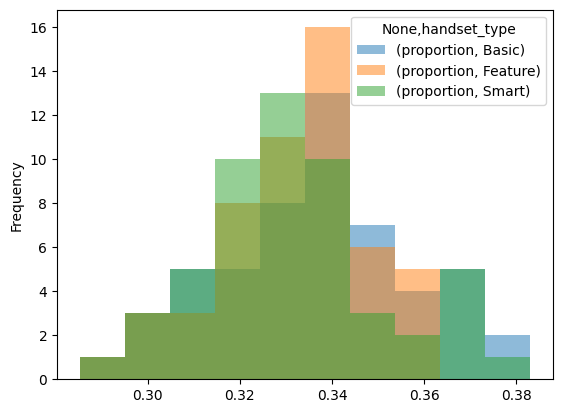 None,handset_type
(proportion, Basic)
(proportion, Feature)
(proportion, Smart)
Frequency
16
14
12
10
8
6
4
2
0
0.30 0.32 0.34 0.36 0.38